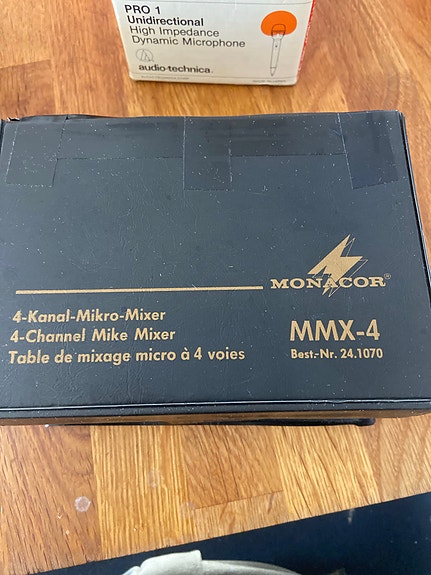 PRO 1
Unidirectional
High Impedance
Dynamic Microphone
audio-technica.
MONACOR®
4-Kanal-Mikro-Mixer
4-Channel Mike Mixer
Table de mixage micro à 4 voies
MMX-4
Best.-Nr. 24.1070